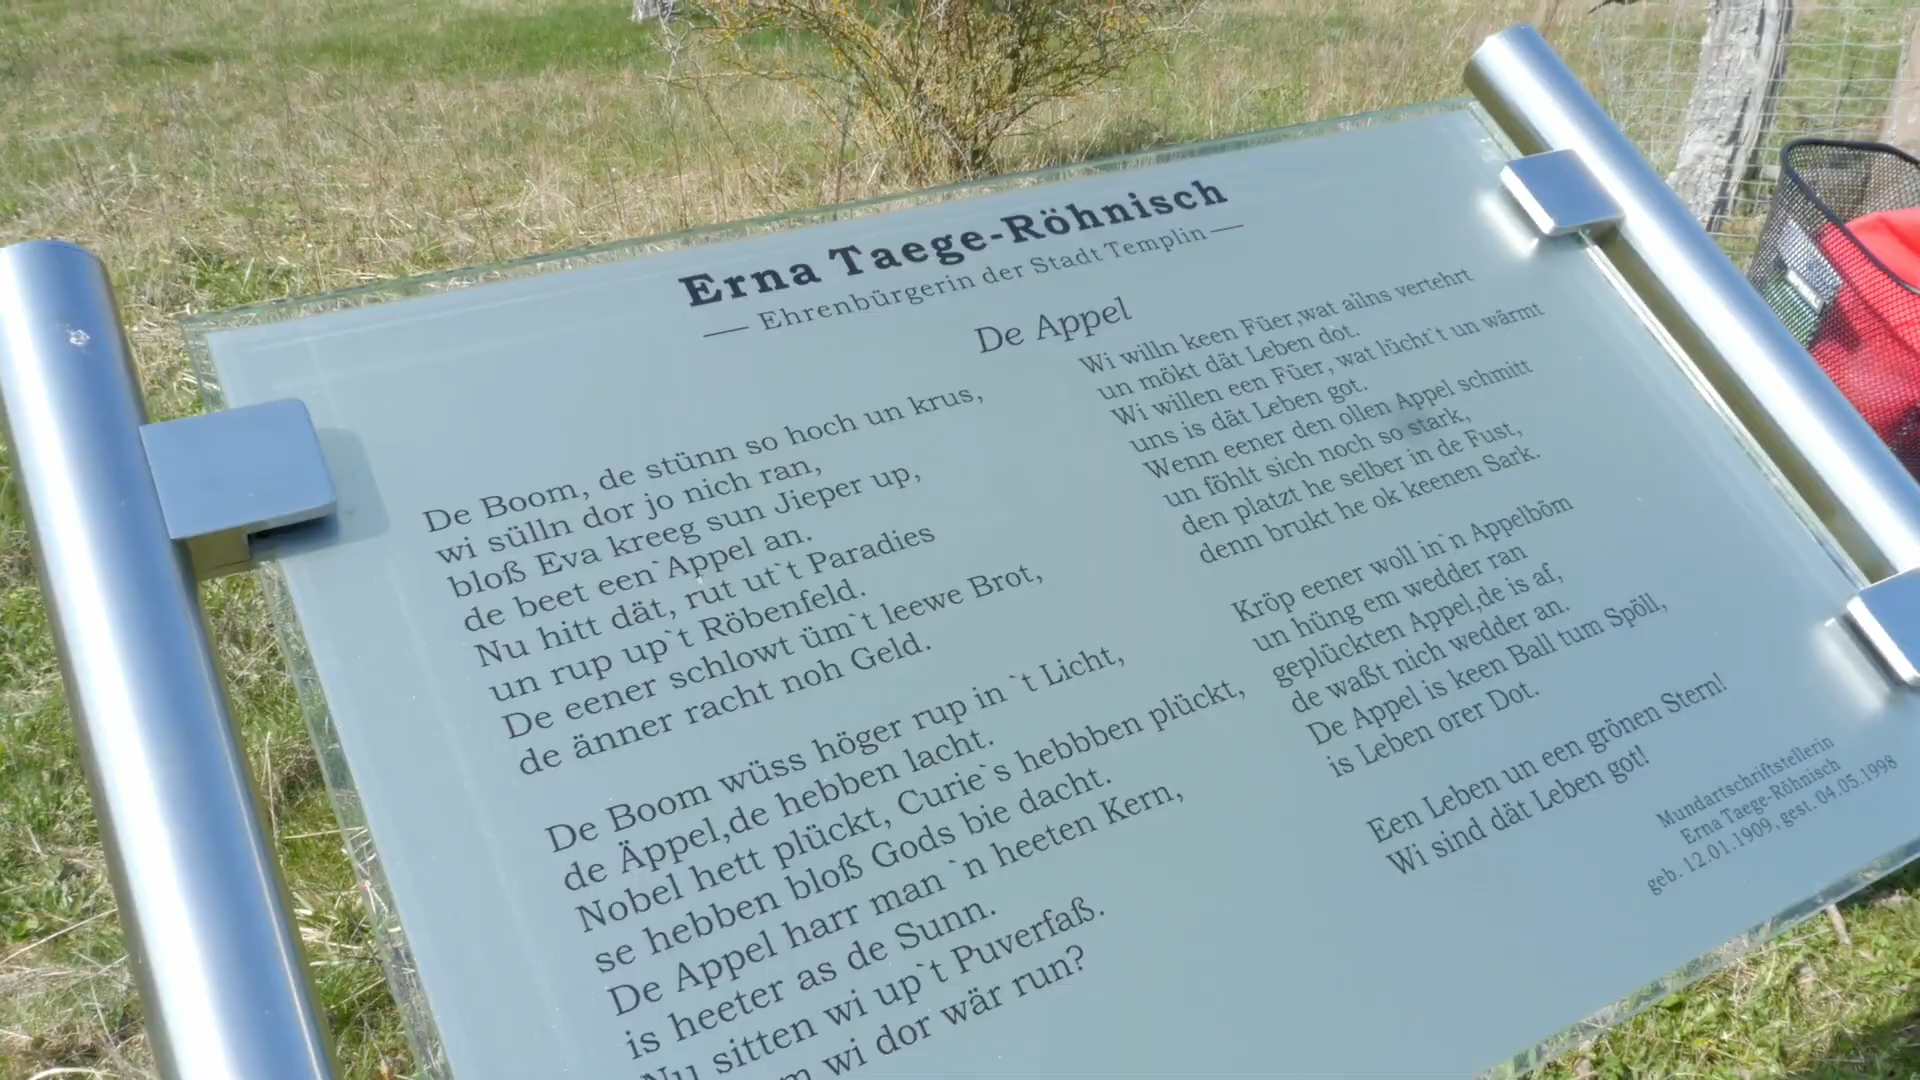 Erna Taege-Röhnisch
— Ehrenbürgerin der Stadt Templin —
De Appel
De Boom, de stünn so hoch un krus,
wi sülln dor jo nich ran,
bloß Eva kreeg sun Jieper up,
de beet een`Appel an.
Nu hitt dät, rut ut`t Paradies
un rup up`t Röbenfeld.
De eener schlowt üm`t leewe Brot,
de änner racht noh Geld.
De Boom wüss höger rup in `t Licht,
de Äppel,de hebben lacht.
Nobel hett plückt, Curie`s hebbben plückt,
se hebben bloß Gods bie dacht.
De Appel harr man `n heeten Kern,
is heeter as de Sunn.
Nu sitten wi up`t Puverfaß.
wi dor wär run?
Wi willn keen Füer,wat ailns vertehrt
un mökt dät Leben dot.
Wi willen een Füer, wat lücht`t un wärmt
uns is dät Leben got.
Wenn eener den ollen Appel schmitt
un föhlt sich noch so stark,
den platzt he selber in de Fust,
denn brukt he ok keenen Sark.
Kröp eener woll in`n Appelböm
un hüng em wedder ran
geplückten Appel,de is af,
de waßt nich wedder an.
De Appel is keen Ball tum Spöll,
is Leben orer Dot.
Een Leben un een grönen Stern!
Wi sind dät Leben got!
Mundartschriftstellerin
Erna Taege-Röhnisch
geb. 12.01.1909, gest. 04.05.1998